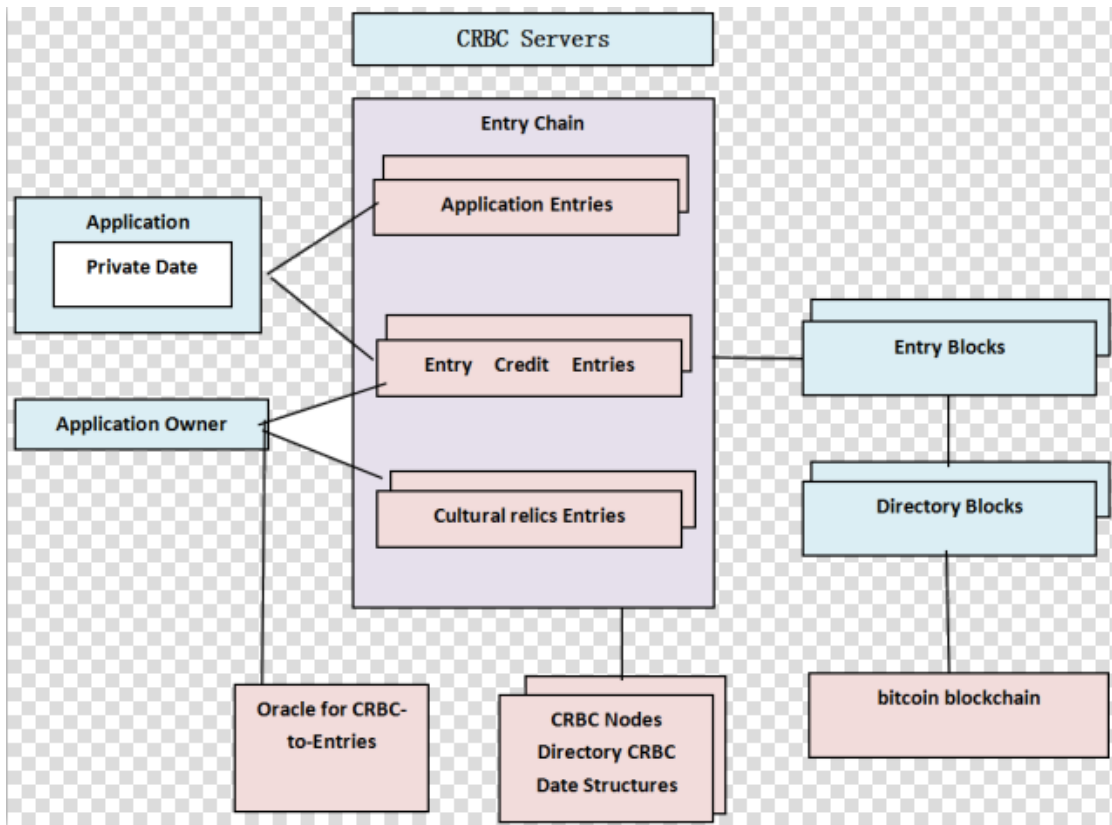 CRBC Servers
Entry Chain
Application Entries
Application
Private Date
Entry Credit Entries
Entry Blocks
Application Owner
Cultural relics Entries
Directory Blocks
Oracle for CRBC-
to-Entries
CRBC Nodes
Directory CRBC
Date Structures
bitcoin blockchain